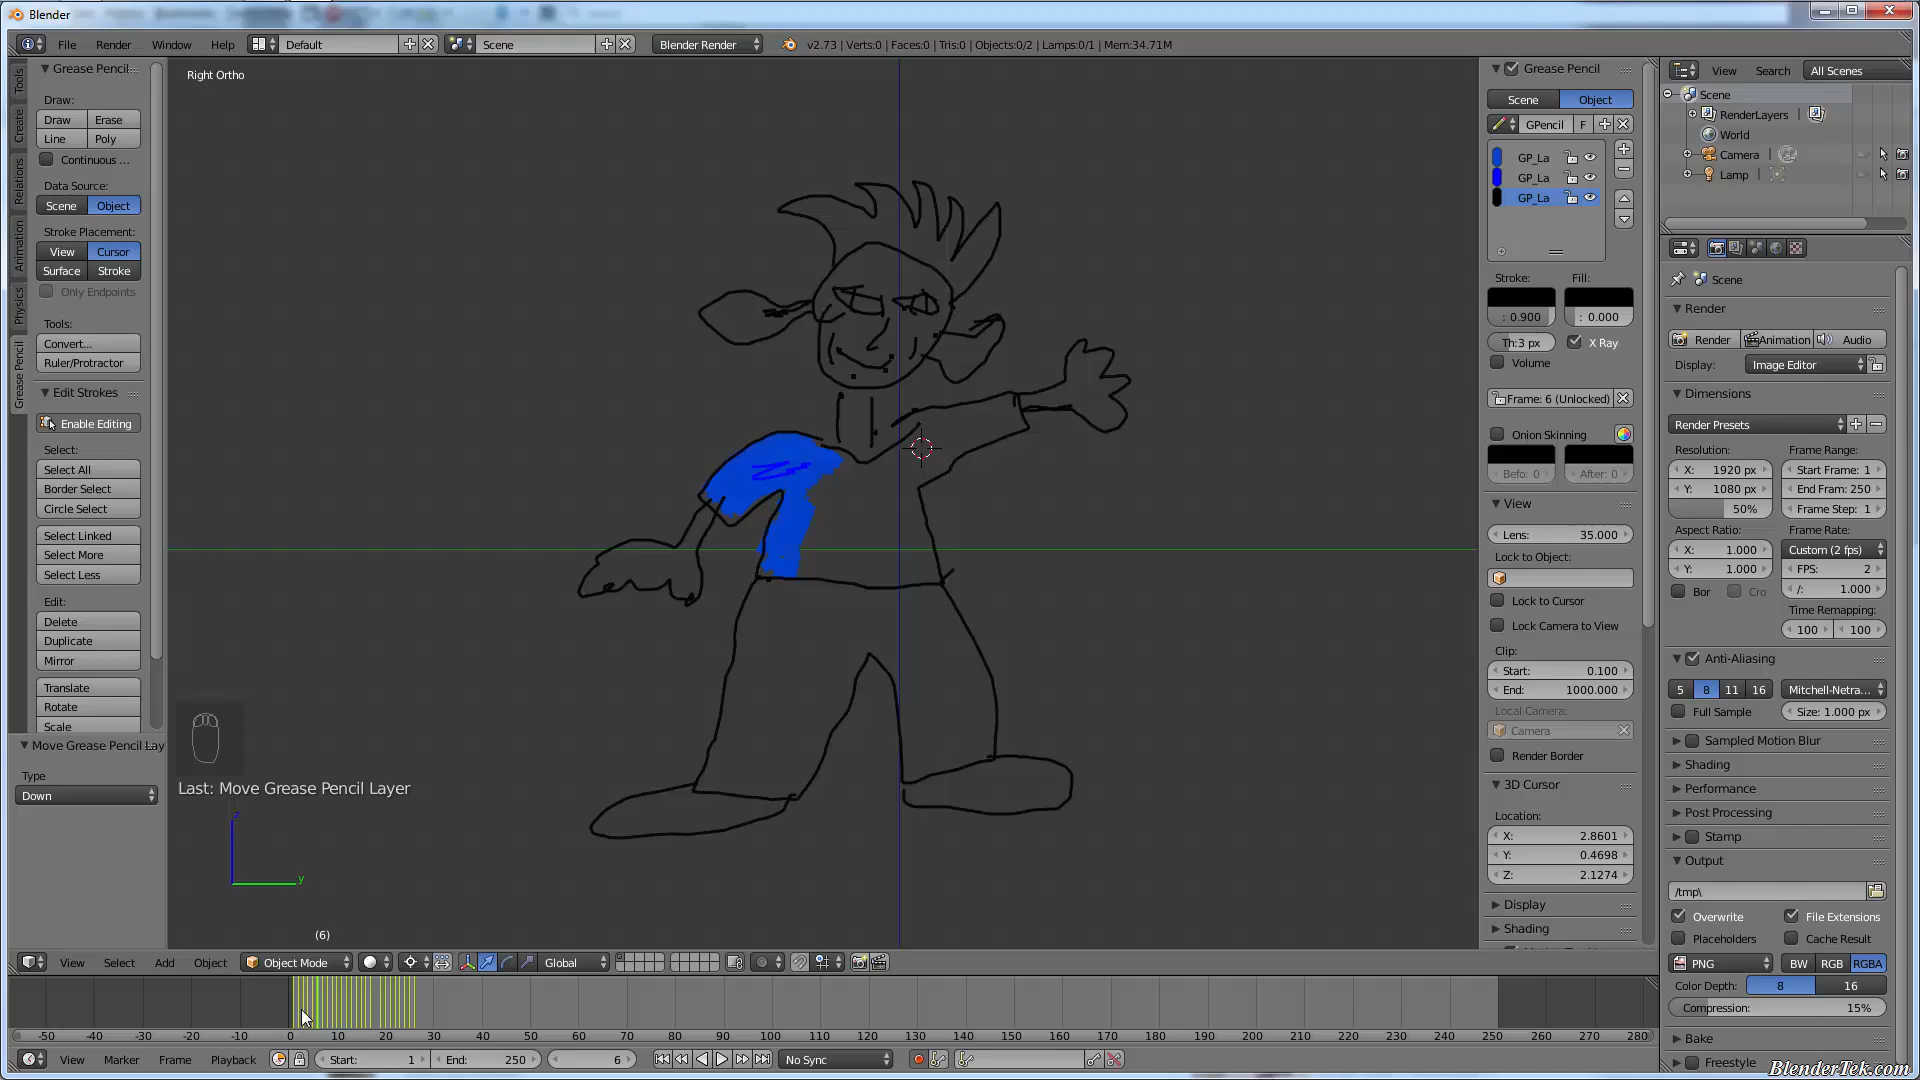 Blender
File Render Window Help Default Scene Blender Render v2.73 | Verts:0 | Faces:0 | Tris:0 | Objects:0/2 | Lamps:0/1 | Mem:34.71M
Tools
Create
Relations
Animation
Physics
Grease Pencil
Grease Pencil
Draw:
Draw Erase
Line Poly
Continuous ...
Data Source:
Scene Object
Stroke Placement:
View Cursor
Surface Stroke
Only Endpoints
Tools:
Convert...
Ruler/Protractor
Edit Strokes
Enable Editing
Select:
Select All
Border Select
Circle Select
Select Linked
Select More
Select Less
Edit:
Delete
Duplicate
Mirror
Translate
Rotate
Scale
Move Grease Pencil Lay
Type
Down
Right Ortho
Last: Move Grease Pencil Layer
z
y
(6)
Grease Pencil
Scene Object
GPencil F
GP_La
GP_La
GP_La
Stroke: Fill:
: 0.900 : 0.000
Th:3 px X Ray
Volume
Frame: 6 (Unlocked)
Onion Skinning
Befo: 0 After: 0
View
Lens: 35.000
Lock to Object:
Lock to Cursor
Lock Camera to View
Clip:
Start: 0.100
End: 1000.000
Local Camera:
Camera
Render Border
3D Cursor
Location:
X: 2.8601
Y: 0.4698
Z: 2.1274
Display
Shading
View Search All Scenes
Scene
RenderLayers |
World
Camera |
Lamp |
Scene
Render
Render Animation Audio
Display: Image Editor
Dimensions
Render Presets
Resolution: Frame Range:
X: 1920 px Start Frame: 1
Y: 1080 px End Fram: 250
50% Frame Step: 1
Aspect Ratio: Frame Rate:
X: 1.000 Custom (2 fps)
Y: 1.000 FPS: 2
Bor Cro /: 1.000
Time Remapping:
100 100
Anti-Aliasing
5 8 11 16 Mitchell-Netra...
Full Sample Size: 1.000 px
Sampled Motion Blur
Shading
Performance
Post Processing
Stamp
Output
/tmp\
Overwrite File Extensions
Placeholders Cache Result
PNG BW RGB RGBA
Color Depth: 8 16
Compression: 15%
Bake
Freestyle
View Select Add Object Object Mode Global
-50 -40 -30 -20 -10 0 10 20 30 40 50 60 70 80 90 100 110 120 130 140 150 160 170 180 190 200 210 220 230 240 250 260 270 280
View Marker Frame Playback Start: 1 End: 250 6 No Sync
BlenderTek.com